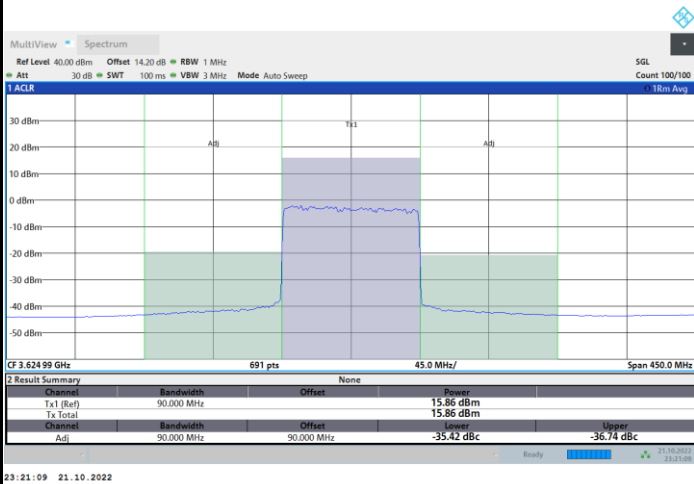 MultiView Spectrum
Ref Level 40.00 dBm Offset 14.20 dB RBW 1 MHz SGL
Att 30 dB SWT 100 ms VBW 3 MHz Mode Auto Sweep Count 100/100
1 ACLR 1Rm Avg
30 dBm
Tx1
20 dBm
Adj Adj
10 dBm
0 dBm
-10 dBm
-20 dBm
-30 dBm
-40 dBm
-50 dBm
CF 3.624 99 GHz 691 pts 45.0 MHz/ Span 450.0 MHz
2 Result Summary None
Channel Bandwidth Offset Power
Tx1 (Ref) 90.000 MHz 15.86 dBm
Tx Total 15.86 dBm
Channel Bandwidth Offset Lower Upper
Adj 90.000 MHz 90.000 MHz -35.42 dBc -36.74 dBc
Ready 21.10.2022
23:21:08
23:21:09 21.10.2022